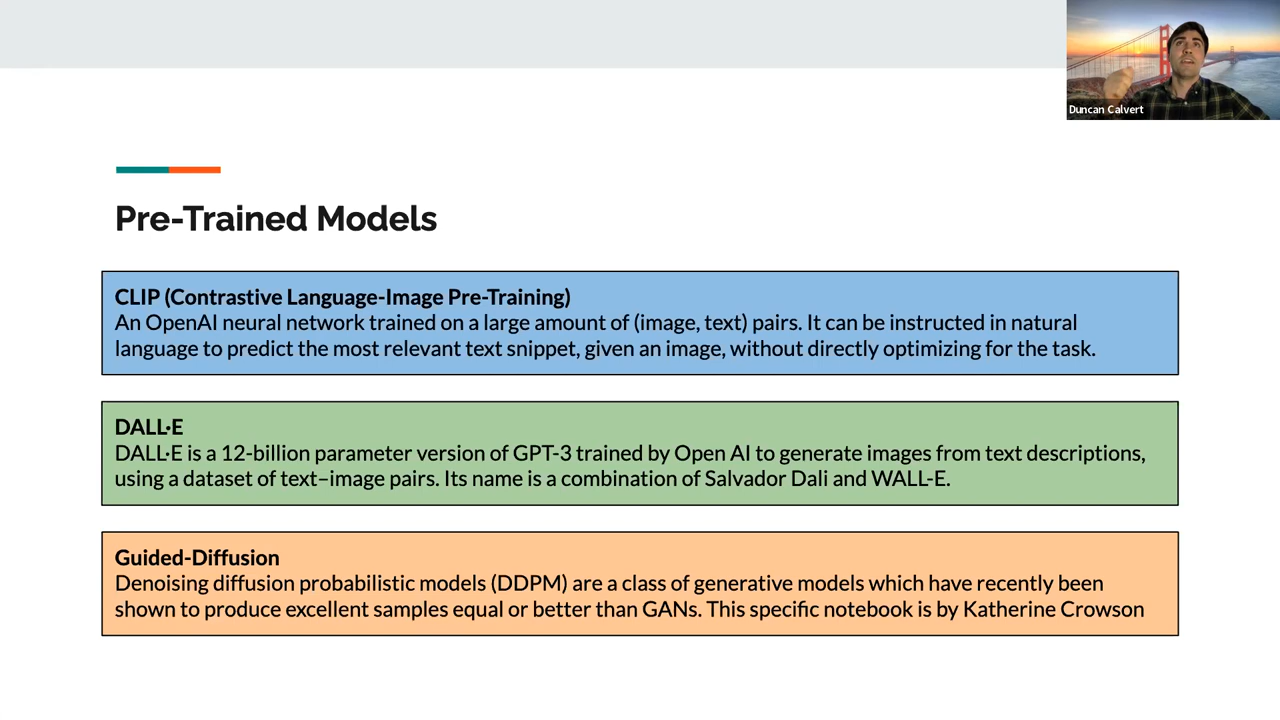 Duncan Calvert
Pre-Trained Models
CLIP (Contrastive Language-Image Pre-Training)
An OpenAI neural network trained on a large amount of (image, text) pairs. It can be instructed in natural
language to predict the most relevant text snippet, given an image, without directly optimizing for the task.
DALL·E
DALL·E is a 12-billion parameter version of GPT-3 trained by Open AI to generate images from text descriptions,
using a dataset of text–image pairs. Its name is a combination of Salvador Dali and WALL-E.
Guided-Diffusion
Denoising diffusion probabilistic models (DDPM) are a class of generative models which have recently been
shown to produce excellent samples equal or better than GANs. This specific notebook is by Katherine Crowson